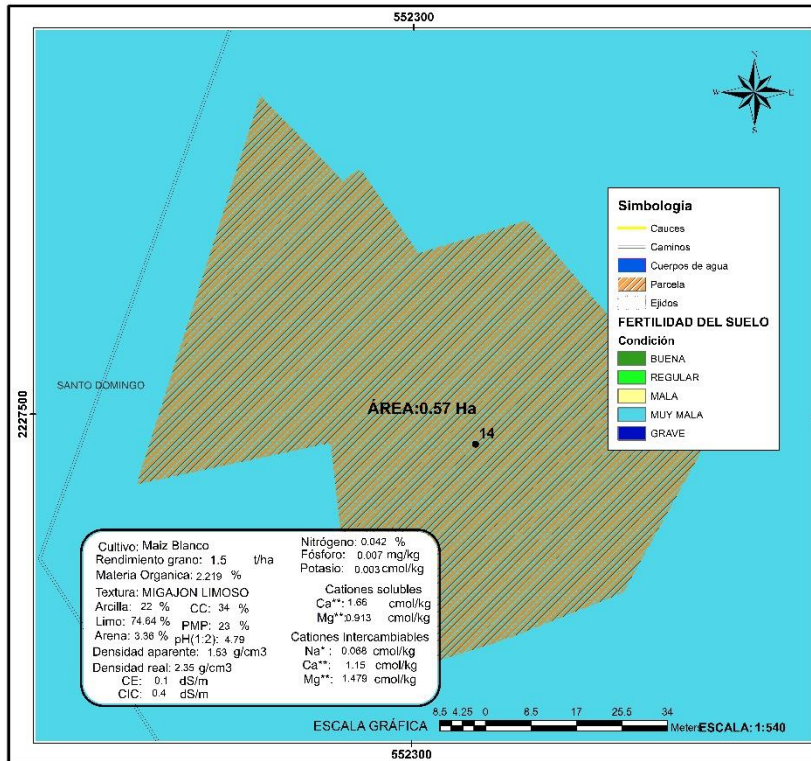 552300
N
W E
S
Simbología
Cauces
Caminos
Cuerpos de agua
Parcela
Ejidos
FERTILIDAD DEL SUELO
Condición
BUENA
REGULAR
MALA
MUY MALA
GRAVE
SANTO DOMINGO
2227500
ÁREA:0.57 Ha
14
Cultivo: Maiz Blanco
Rendimiento grano: 1.5 t/ha
Materia Organica: 2.219 %
Textura: MIGAJON LIMOSO
Arcilla: 22 % CC: 34 %
Limo: 74.64 % PMP: 23 %
Arena: 3.36 % pH(1:2): 4.79
Densidad aparente: 1.53 g/cm3
Densidad real: 2.35 g/cm3
CE: 0.1 dS/m
CIC: 0.4 dS/m
Nitrógeno: 0.042 %
Fósforo: 0.007 mg/kg
Potasio: 0.003 cmol/kg
Cationes solubles
Ca**: 1.66 cmol/kg
Mg**: 0.913 cmol/kg
Cationes Intercambiables
Na*: 0.068 cmol/kg
Ca**: 1.15 cmol/kg
Mg**: 1.479 cmol/kg
8.5 4.25 0 8.5 17 25.5 34
ESCALA GRÁFICA Meters ESCALA: 1:540
552300